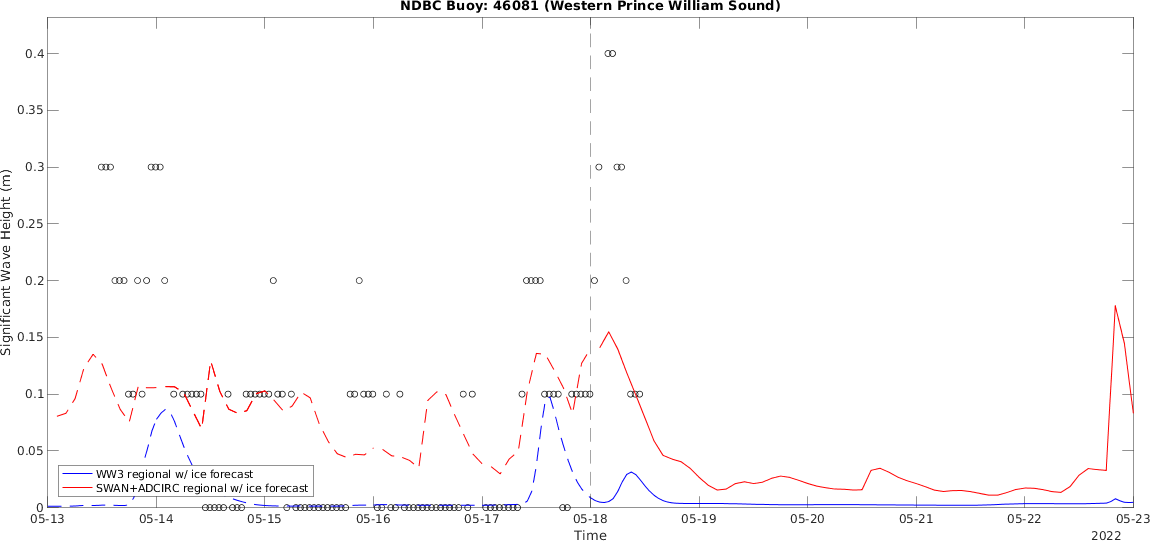 NDBC Buoy: 46081 (Western Prince William Sound)
0.4
0.35
0.3
0.25
0.2
0.15
0.1
0.05
0
Significant Wave Height (m)
WW3 regional w/ ice forecast
SWAN+ADCIRC regional w/ ice forecast
05-13 05-14 05-15 05-16 05-17 05-18 05-19 05-20 05-21 05-22 05-23
Time
2022